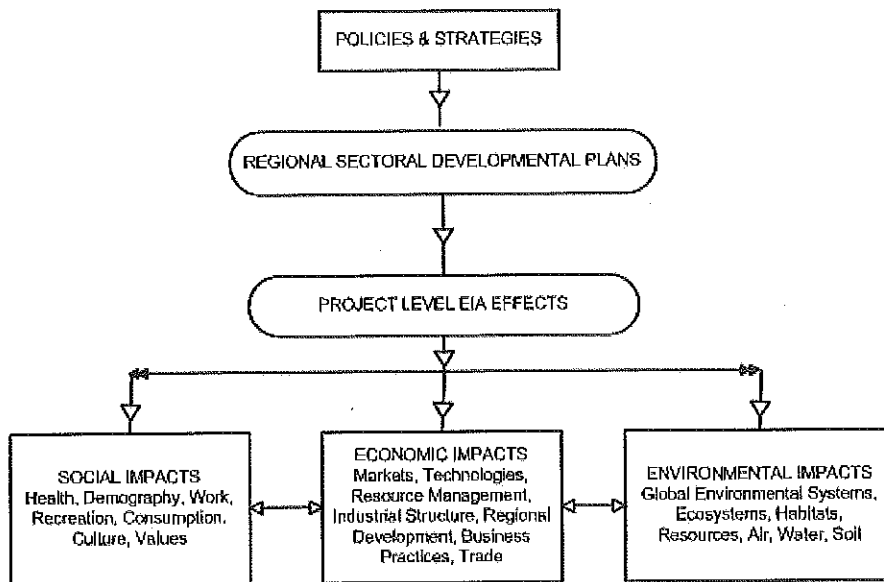 POLICIES & STRATEGIES
REGIONAL SECTORAL DEVELOPMENTAL PLANS
PROJECT LEVEL EIA EFFECTS
SOCIAL IMPACTS
Health, Demography, Work,
Recreation, Consumption,
Culture, Values
ECONOMIC IMPACTS
Markets, Technologies,
Resource Management,
Industrial Structure, Regional
Development, Business
Practices, Trade
ENVIRONMENTAL IMPACTS
Global Environmental Systems,
Ecosystems, Habitats,
Resources, Air, Water, Soil